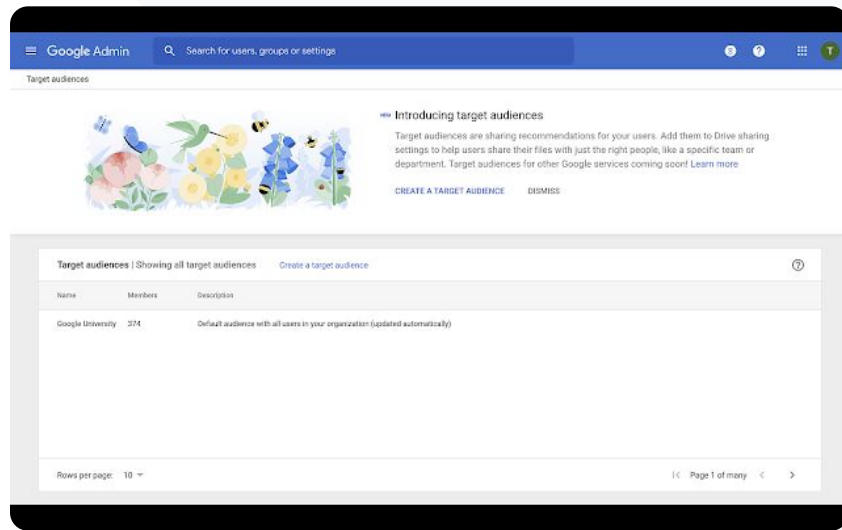 Google Admin
Search for users, groups or settings
T
Target audiences
NEW Introducing target audiences
Target audiences are sharing recommendations for your users. Add them to Drive sharing
settings to help users share their files with just the right people, like a specific team or
department. Target audiences for other Google services coming soon! Learn more
CREATE A TARGET AUDIENCE DISMISS
Target audiences | Showing all target audiences Create a target audience
Name Members Description
Google University 374 Default audience with all users in your organization (updated automatically)
Rows per page: 10 Page 1 of many